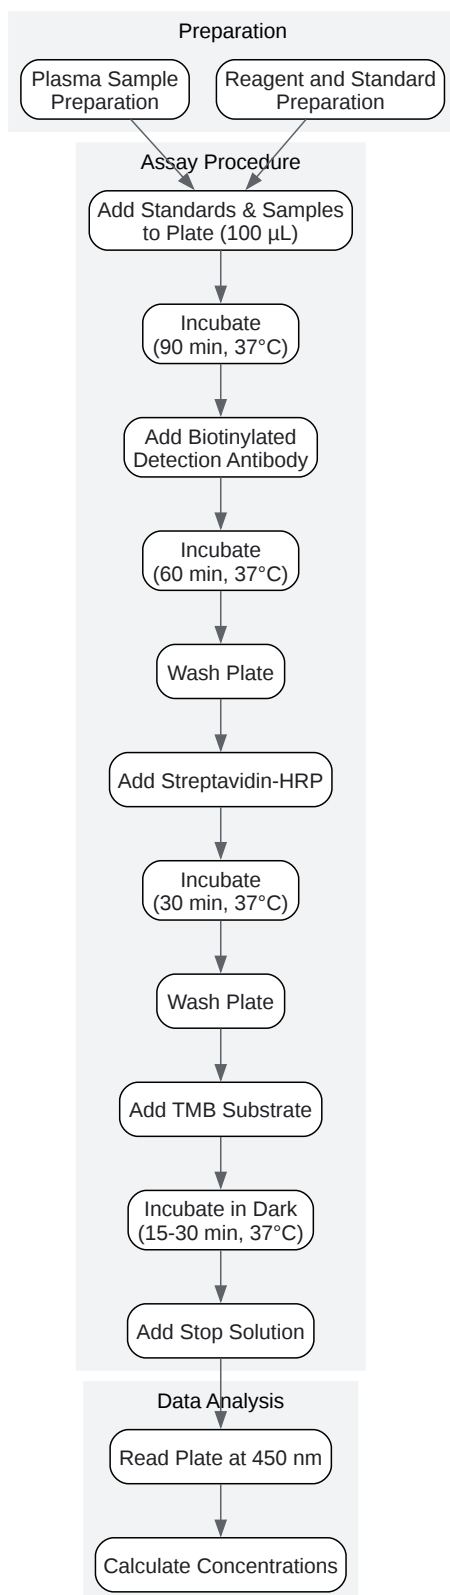 Preparation
Plasma Sample
Preparation
Reagent and Standard
Preparation
Assay Procedure
Add Standards & Samples
to Plate (100 µL)
Incubate
(90 min, 37°C)
Add Biotinylated
Detection Antibody
Incubate
(60 min, 37°C)
Wash Plate
Add Streptavidin-HRP
Incubate
(30 min, 37°C)
Wash Plate
Add TMB Substrate
Incubate in Dark
(15-30 min, 37°C)
Add Stop Solution
Data Analysis
Read Plate at 450 nm
Calculate Concentrations